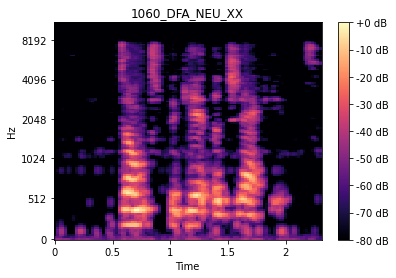 1060_DFA_NEU_XX
8192
4096
2048
1024
512
0
Hz
0
0.5
1
1.5
2
Time
+0 dB
-10 dB
-20 dB
-30 dB
-40 dB
-50 dB
-60 dB
-70 dB
-80 dB